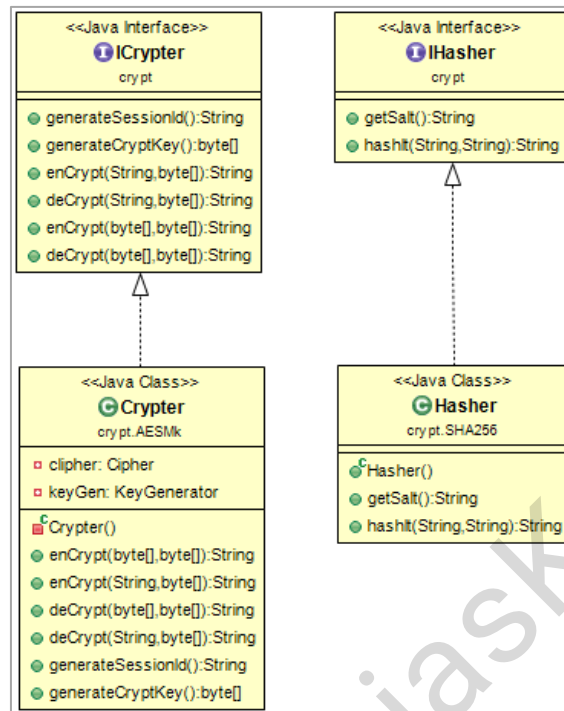 <<Java Interface>>
ICrypter
crypt
generateSessionId():String
generateCryptKey():byte[]
enCrypt(String,byte[]):String
deCrypt(String,byte[]):String
enCrypt(byte[],byte[]):String
deCrypt(byte[],byte[]):String
<<Java Interface>>
IHasher
crypt
getSalt():String
hashIt(String,String):String
<<Java Class>>
Crypter
crypt.AESMk
clipher: Cipher
keyGen: KeyGenerator
Crypter()
enCrypt(byte[],byte[]):String
enCrypt(String,byte[]):String
deCrypt(byte[],byte[]):String
deCrypt(String,byte[]):String
generateSessionId():String
generateCryptKey():byte[]
<<Java Class>>
Hasher
crypt.SHA256
Hasher()
getSalt():String
hashIt(String,String):String